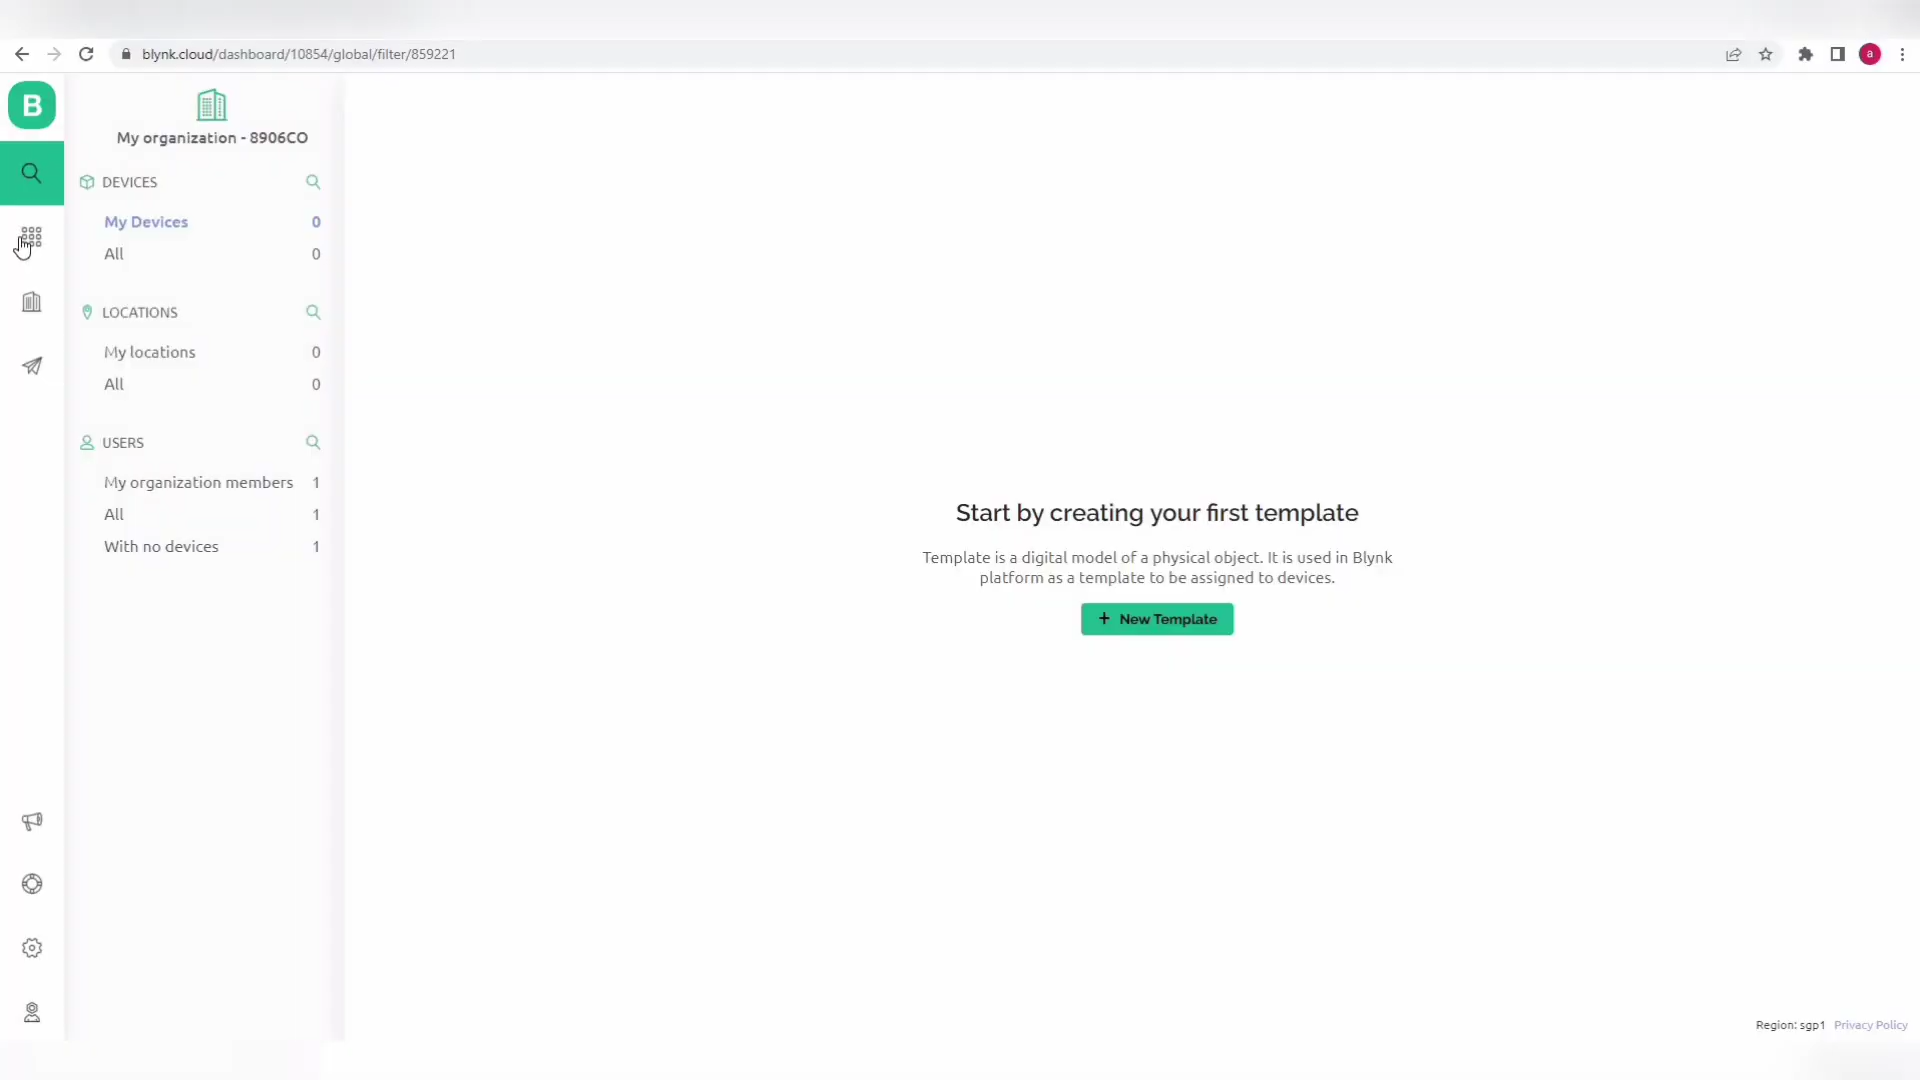 blynk.cloud/dashboard/10854/global/filter/859221
a
B
My organization - 8906CO
DEVICES
My Devices 0
All 0
LOCATIONS
My locations 0
All 0
USERS
My organization members 1
All 1
With no devices 1
Start by creating your first template
Template is a digital model of a physical object. It is used in Blynk
platform as a template to be assigned to devices.
+ New Template
Region: sgp1 Privacy Policy